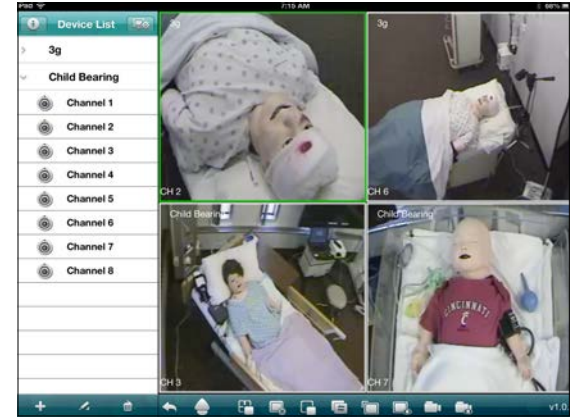 iPad
7:15 AM
66%
Device List
3g
Child Bearing
Channel 1
Channel 2
Channel 3
Channel 4
Channel 5
Channel 6
Channel 7
Channel 8
3g
CH 2
3g
CH 6
Child Bearing
CH 3
Child Bearing
CINCINNATI
CH 7
v1.0